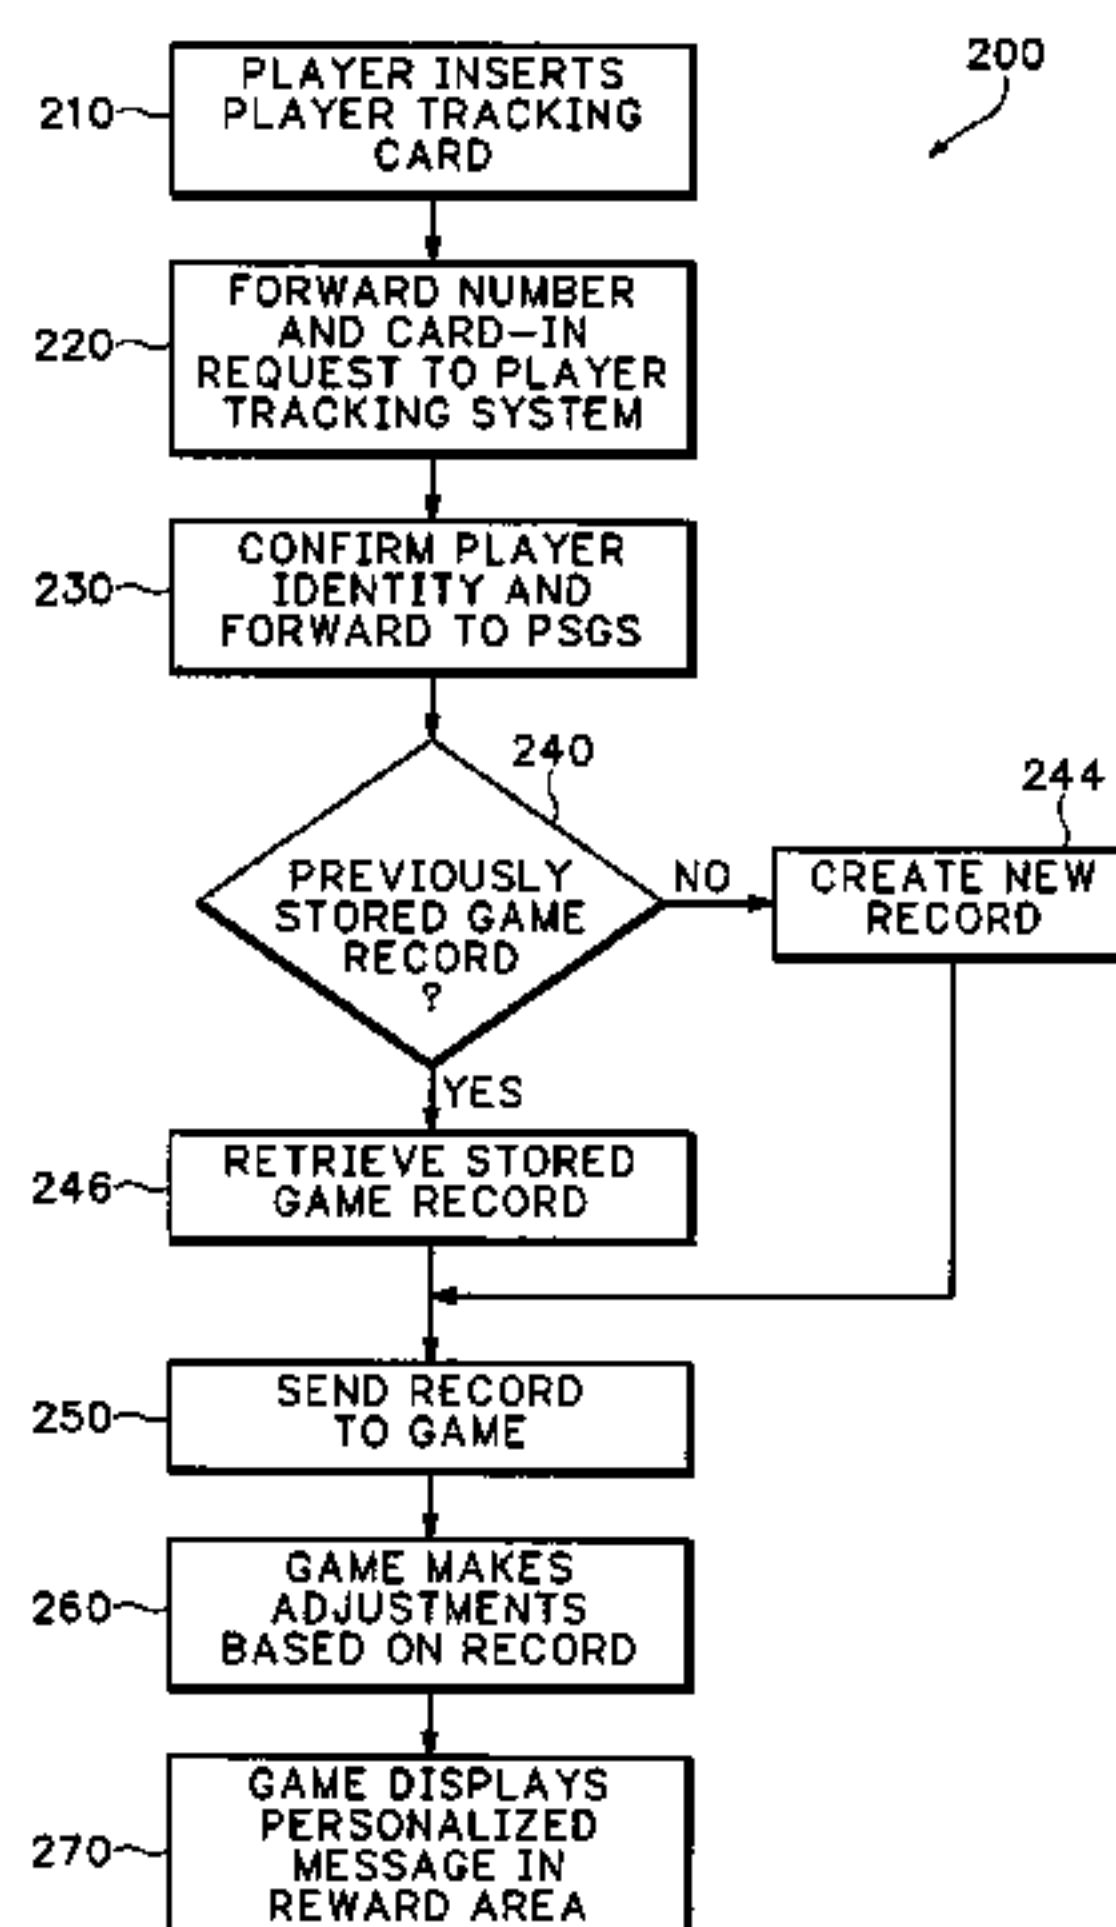 200
210
PLAYER INSERTS
PLAYER TRACKING
CARD
220
FORWARD NUMBER
AND CARD-IN
REQUEST TO PLAYER
TRACKING SYSTEM
230
CONFIRM PLAYER
IDENTITY AND
FORWARD TO PSGS
240
PREVIOUSLY
STORED GAME
RECORD
?
NO
244
CREATE NEW
RECORD
YES
246
RETRIEVE STORED
GAME RECORD
250
SEND RECORD
TO GAME
260
GAME MAKES
ADJUSTMENTS
BASED ON RECORD
270
GAME DISPLAYS
PERSONALIZED
MESSAGE IN
REWARD AREA